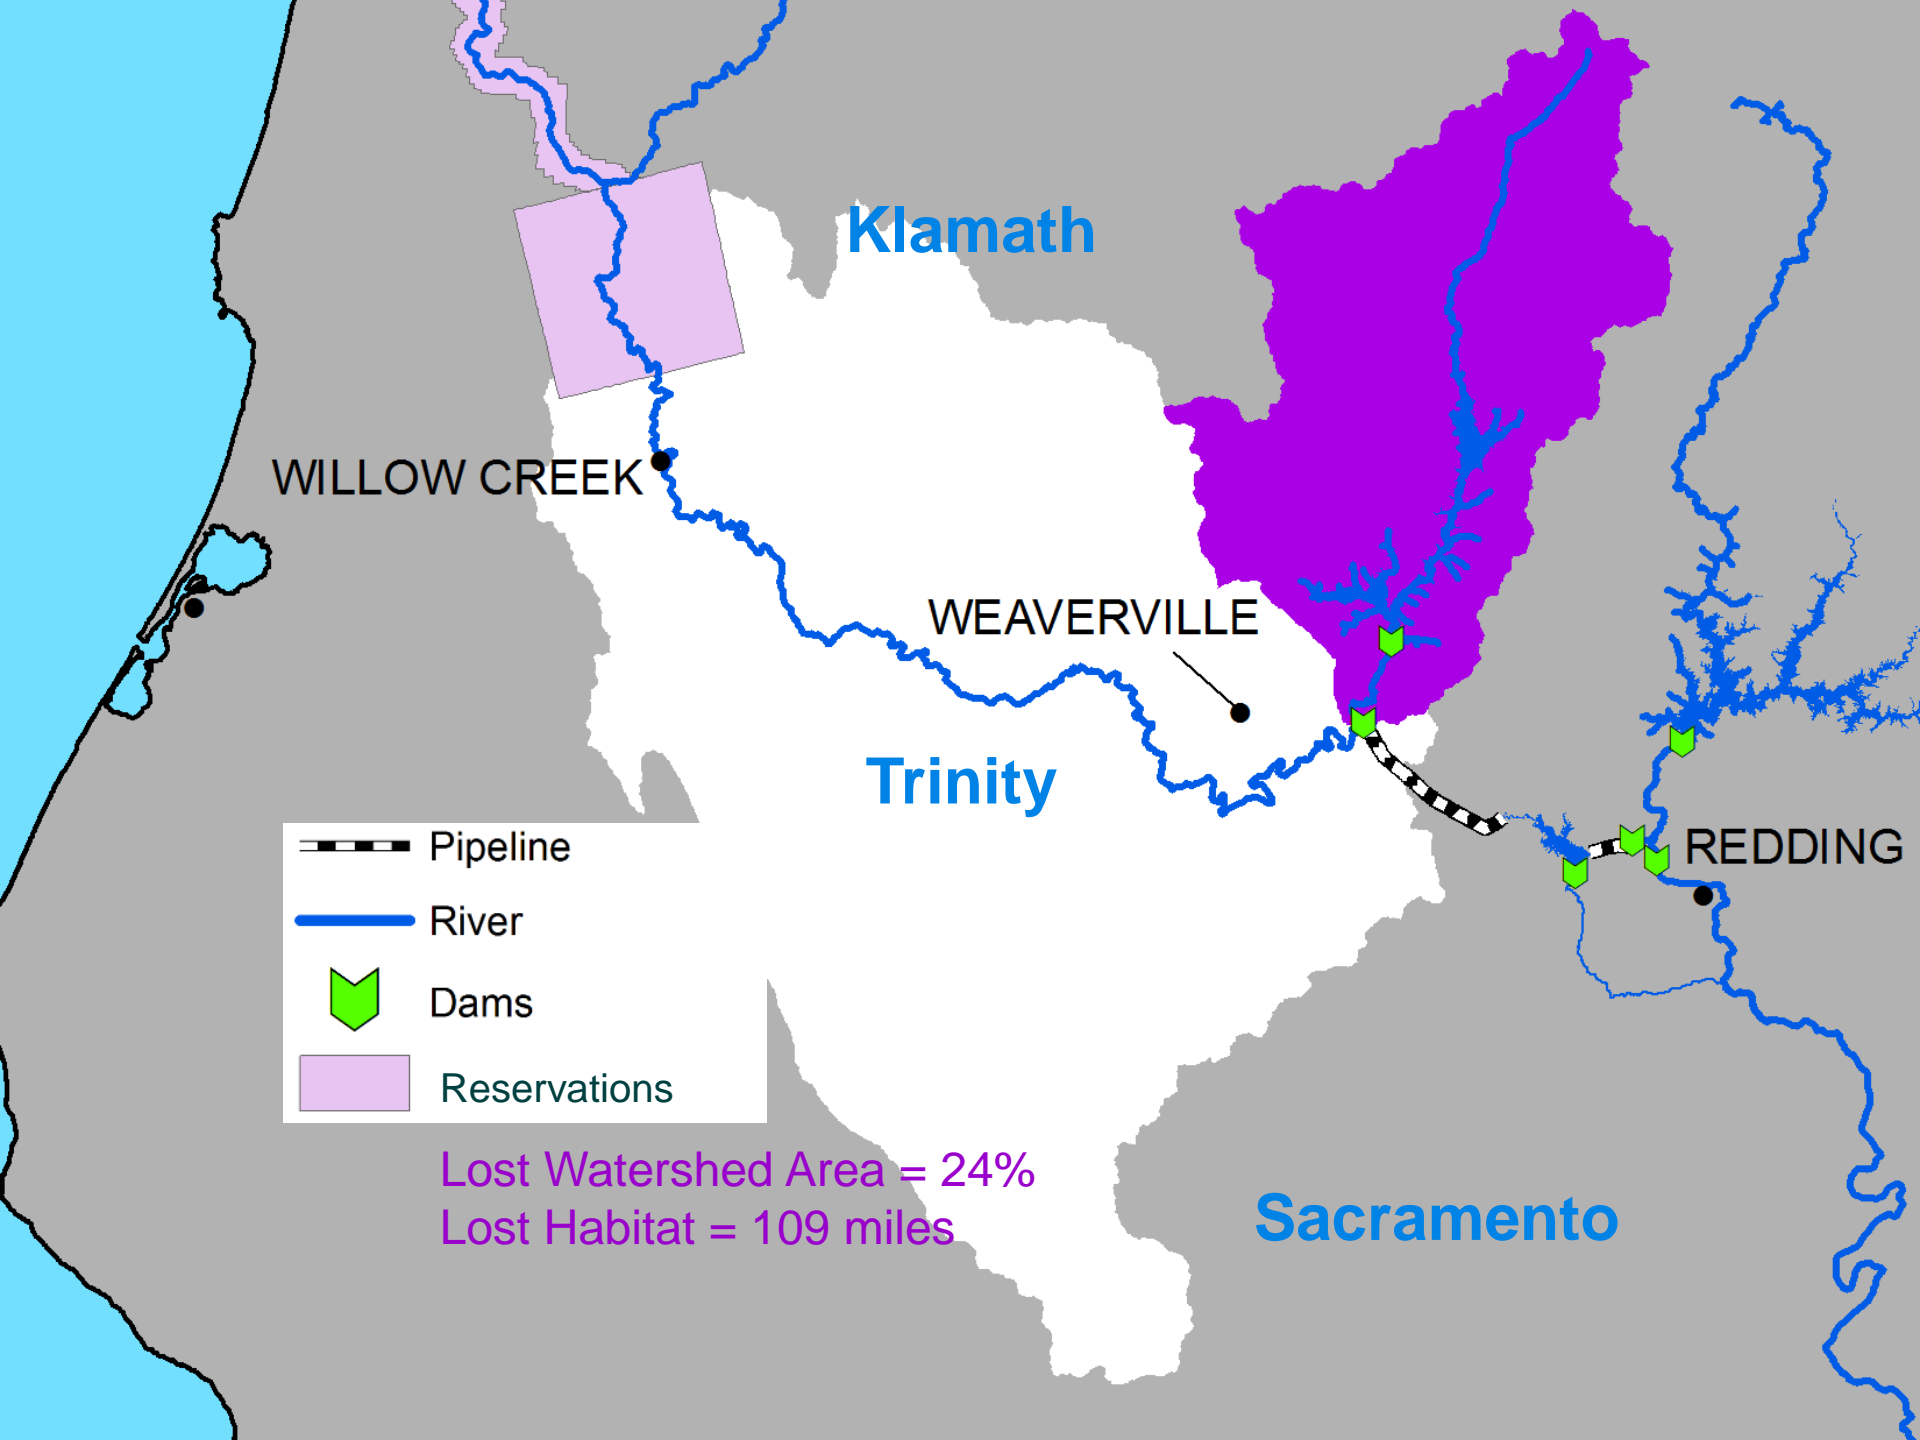 Klamath
WILLOW CREEK
WEAVERVILLE
Trinity
REDDING
Pipeline
River
Dams
Reservations
Lost Watershed Area = 24%
Lost Habitat = 109 miles
Sacramento